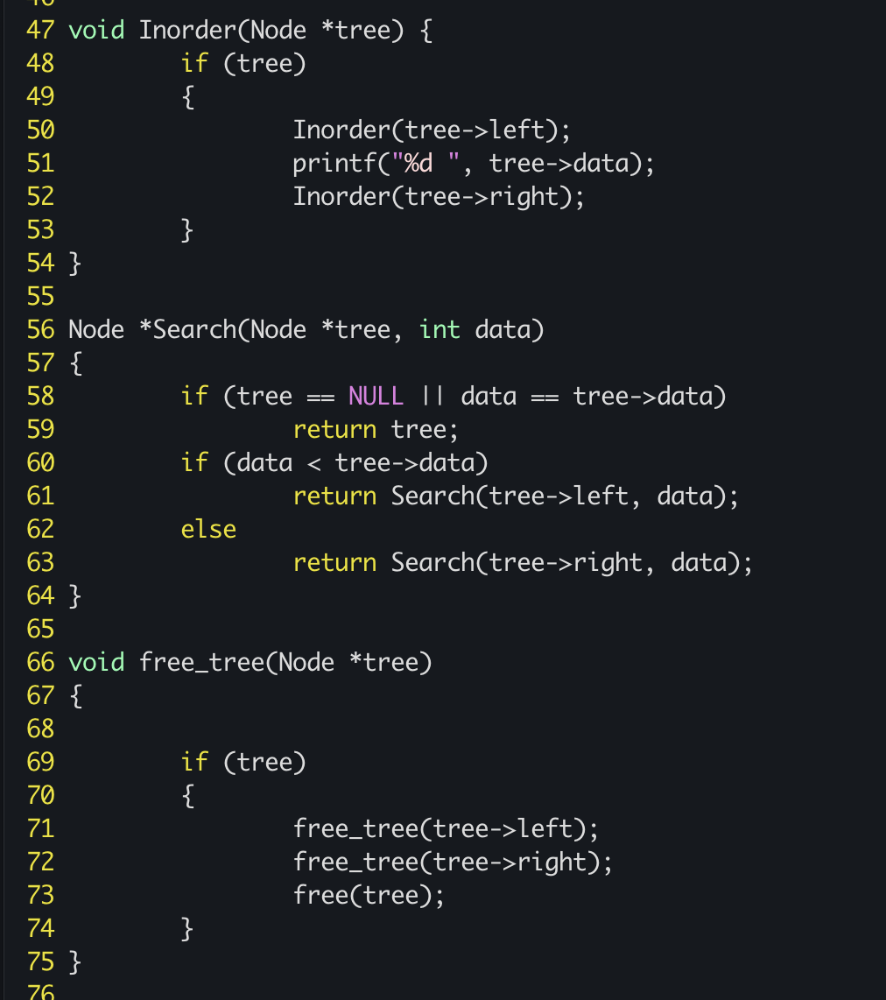 46
47 void Inorder(Node *tree) {
48         if (tree)
49         {
50                 Inorder(tree->left);
51                 printf("%d ", tree->data);
52                 Inorder(tree->right);
53         }
54 }
55
56 Node *Search(Node *tree, int data)
57 {
58         if (tree == NULL || data == tree->data)
59                 return tree;
60         if (data < tree->data)
61                 return Search(tree->left, data);
62         else
63                 return Search(tree->right, data);
64 }
65
66 void free_tree(Node *tree)
67 {
68
69         if (tree)
70         {
71                 free_tree(tree->left);
72                 free_tree(tree->right);
73                 free(tree);
74         }
75 }
76